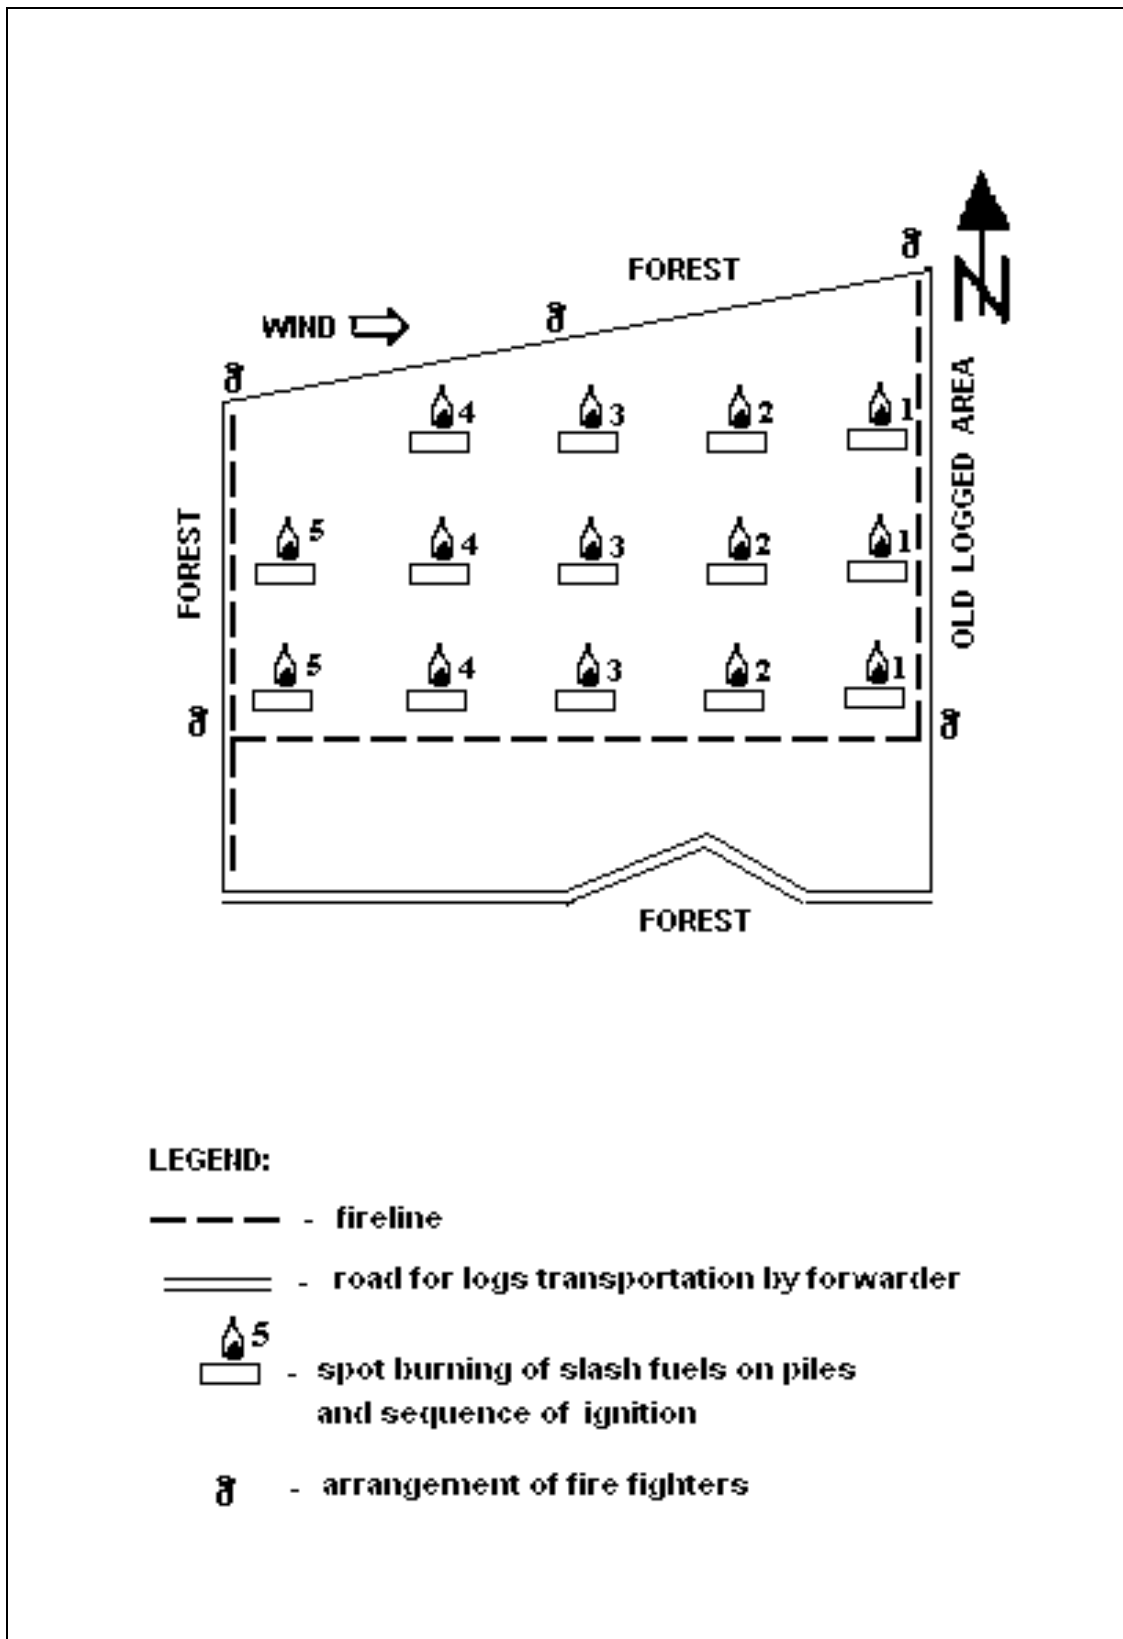 FOREST
N
WIND
4 3 2 1
5 4 3 2 1
5 4 3 2 1
FOREST
OLD LOGGED AREA
FOREST
LEGEND:
- fireline
- road for logs transportation by forwarder
5
- spot burning of slash fuels on piles
and sequence of ignition
- arrangement of fire fighters